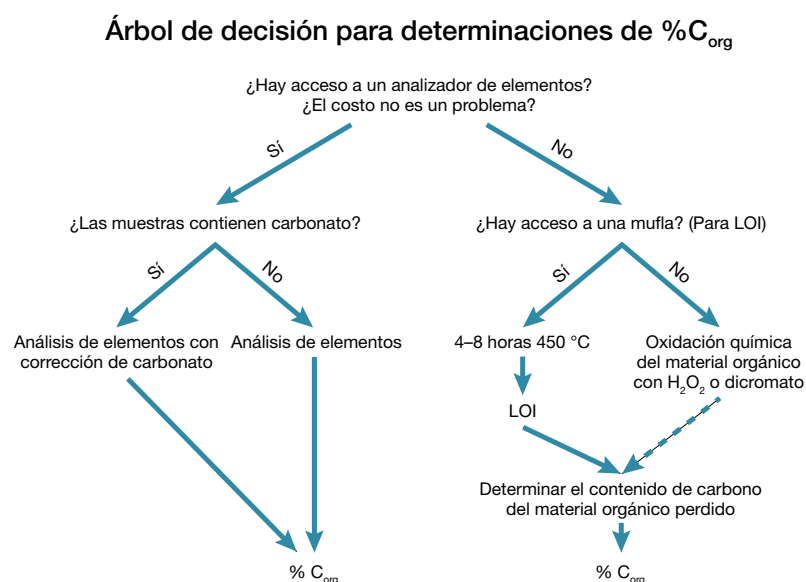 Árbol de decisión para determinaciones de %C_org
¿Hay acceso a un analizador de elementos?
¿El costo no es un problema?
Sí
No
¿Las muestras contienen carbonato?
¿Hay acceso a una mufla? (Para LOI)
Sí
No
Sí
No
Análisis de elementos con
corrección de carbonato
Análisis de elementos
4–8 horas 450 °C
Oxidación química
del material orgánico
con H₂O₂ o dicromato
LOI
Determinar el contenido de carbono
del material orgánico perdido
% C_org
% C_org